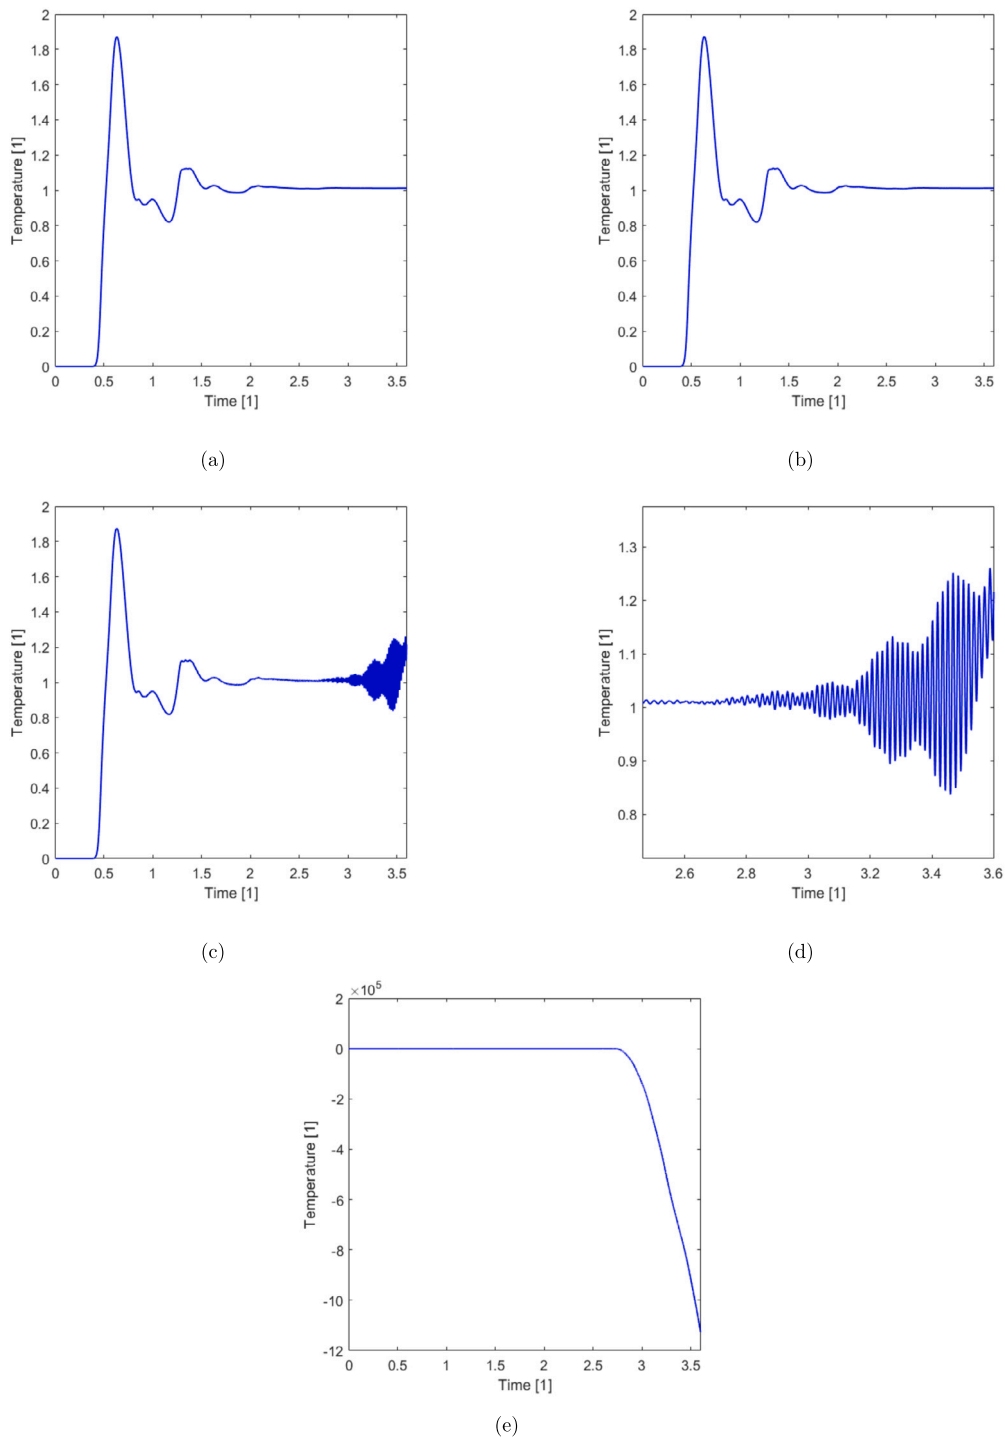 2
1.8
1.6
1.4
1.2
1
0.8
0.6
0.4
0.2
0
Temperature [1]
0 0.5 1 1.5 2 2.5 3 3.5
Time [1]
(a)
2
1.8
1.6
1.4
1.2
1
0.8
0.6
0.4
0.2
0
Temperature [1]
0 0.5 1 1.5 2 2.5 3 3.5
Time [1]
(b)
2
1.8
1.6
1.4
1.2
1
0.8
0.6
0.4
0.2
0
Temperature [1]
0 0.5 1 1.5 2 2.5 3 3.5
Time [1]
(c)
1.3
1.2
1.1
1
0.9
0.8
Temperature [1]
2.6 2.8 3 3.2 3.4 3.6
Time [1]
(d)
×10⁵
2
0
-2
-4
-6
-8
-10
-12
Temperature [1]
0 0.5 1 1.5 2 2.5 3 3.5
Time [1]
(e)